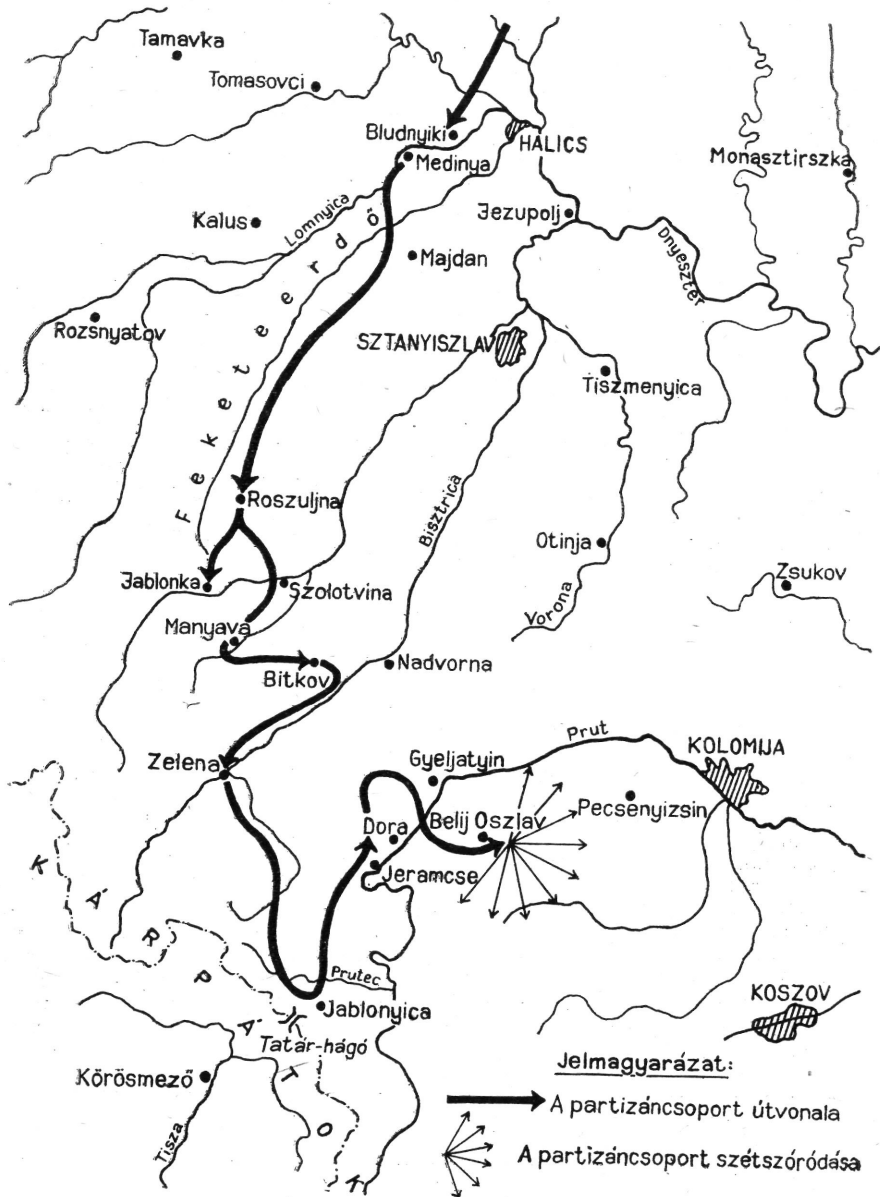 Tamavka
Tomasovci
Bludnyiki
HALICS
Medinya
Monasztirszka
Lomnyica
Jezupolj
Kalus
Majdan
Dnyeszter
Feketeerdő
Rozsnyatov
SZTANYISZLAV
Tiszmenyica
Roszuljna
Bisztrica
Otinja
Jablonka
Szolotvina
Zsukov
Vorona
Manyava
Bitkov
Nadvorna
Prut
Zelena
Gyeljatyin
KOLOMIJA
Pecsenyizsin
Dora
Belij Oszlav
Jeramcse
KÁRPÁTOK
Prutec
Jablonyica
KOSZOV
Tatár-hágó
Körösmező
Tisza
Jelmagyarázat:
A partizáncsoport útvonala
A partizáncsoport szétszóródása